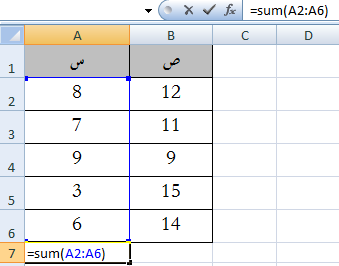 =sum(A2:A6)
A B C D
1 س ص
2 8 12
3 7 11
4 9 9
5 3 15
6 6 14
7 =sum(A2:A6)